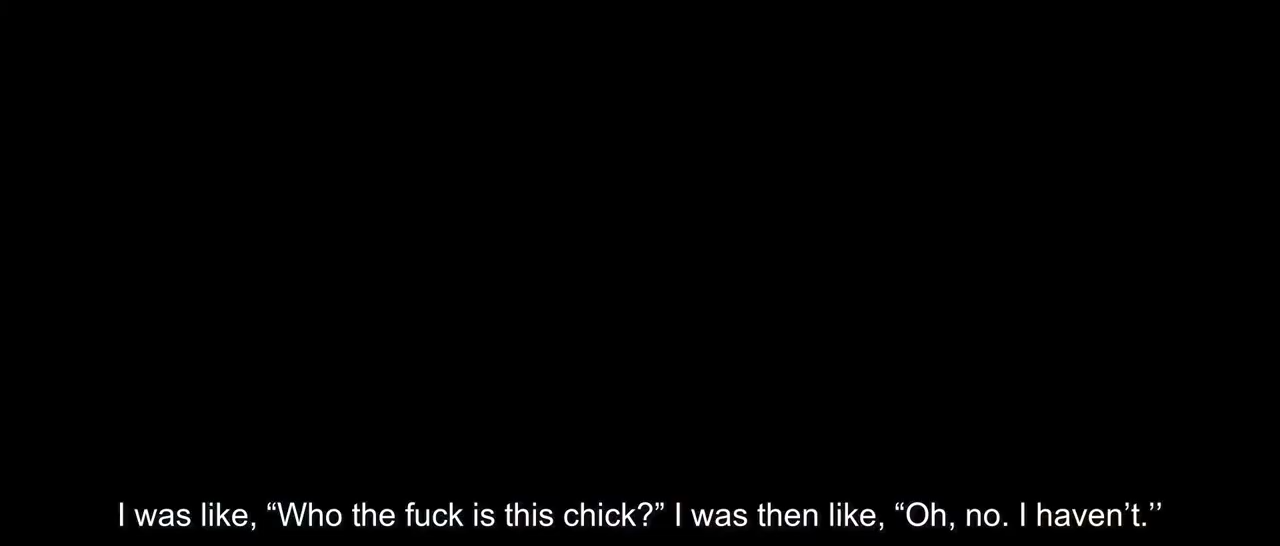 I was like, “Who the fuck is this chick?” I was then like, “Oh, no. I haven’t.’’